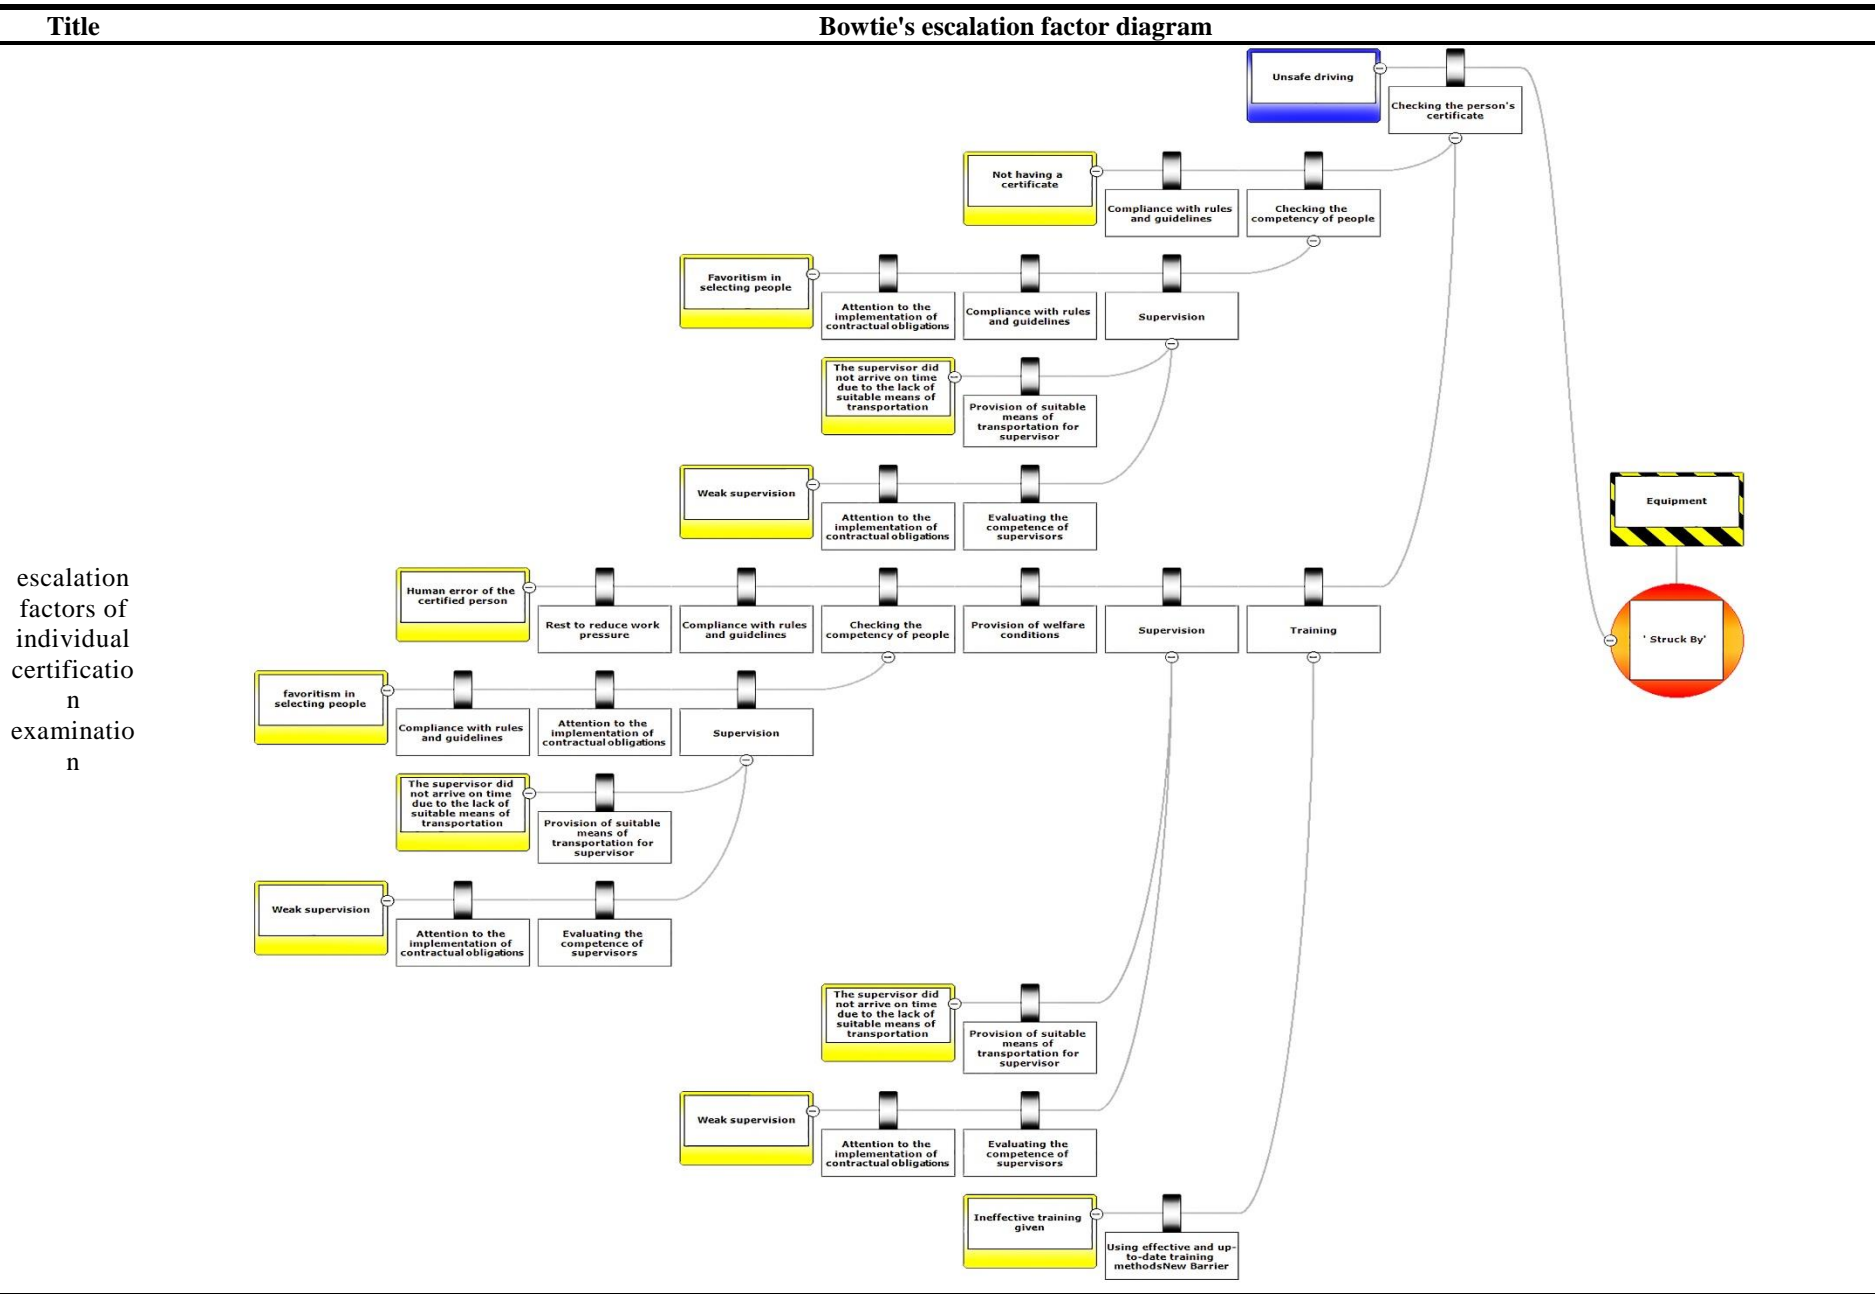 Title
Bowtie's escalation factor diagram
Unsafe driving
Checking the person's
certificate
Not having a
certificate
Compliance with rules
and guidelines
Checking the
competency of people
Favoritism in
selecting people
Attention to the
implementation of
contractual obligations
Compliance with rules
and guidelines
Supervision
The supervisor did
not arrive on time
due to the lack of
suitable means of
transportation
Provision of suitable
means of
transportation for
supervisor
Weak supervision
Attention to the
implementation of
contractual obligations
Evaluating the
competence of
supervisors
Equipment
' Struck By'
escalation
factors of
individual
certificatio
n
examinatio
n
Human error of the
certified person
Rest to reduce work
pressure
Compliance with rules
and guidelines
Checking the
competency of people
Provision of welfare
conditions
Supervision
Training
favoritism in
selecting people
Compliance with rules
and guidelines
Attention to the
implementation of
contractual obligations
Supervision
The supervisor did
not arrive on time
due to the lack of
suitable means of
transportation
Provision of suitable
means of
transportation for
supervisor
Weak supervision
Attention to the
implementation of
contractual obligations
Evaluating the
competence of
supervisors
The supervisor did
not arrive on time
due to the lack of
suitable means of
transportation
Provision of suitable
means of
transportation for
supervisor
Weak supervision
Attention to the
implementation of
contractual obligations
Evaluating the
competence of
supervisors
Ineffective training
given
Using effective and up-
to-date training
methodsNew Barrier